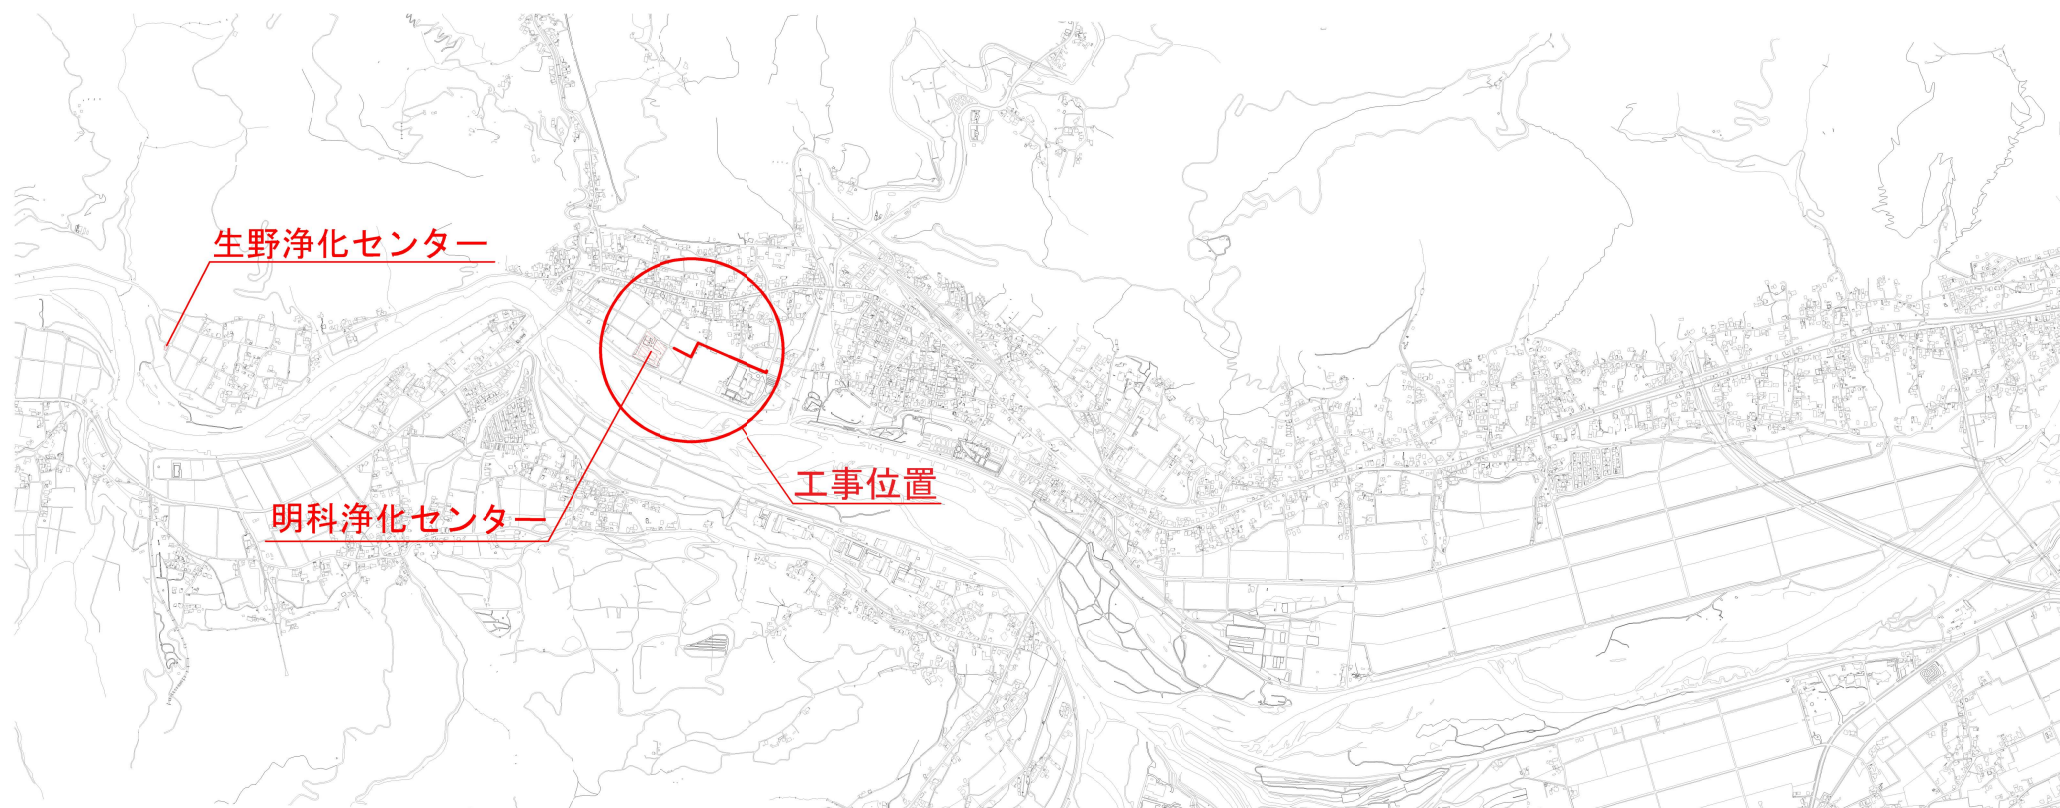 生野浄化センター
工事位置
明科浄化センター